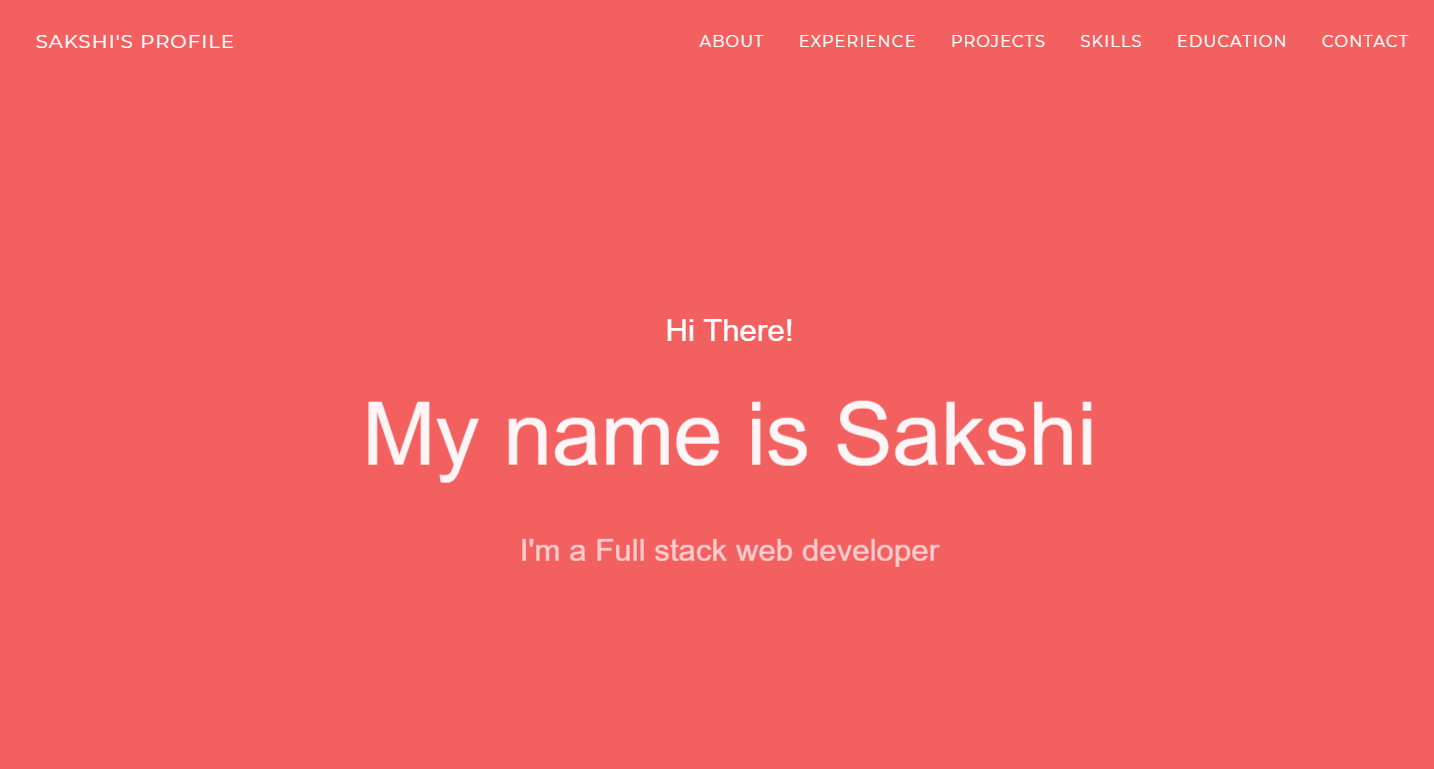 SAKSHI'S PROFILE
ABOUT EXPERIENCE PROJECTS SKILLS EDUCATION CONTACT
Hi There!
My name is Sakshi
I'm a Full stack web developer